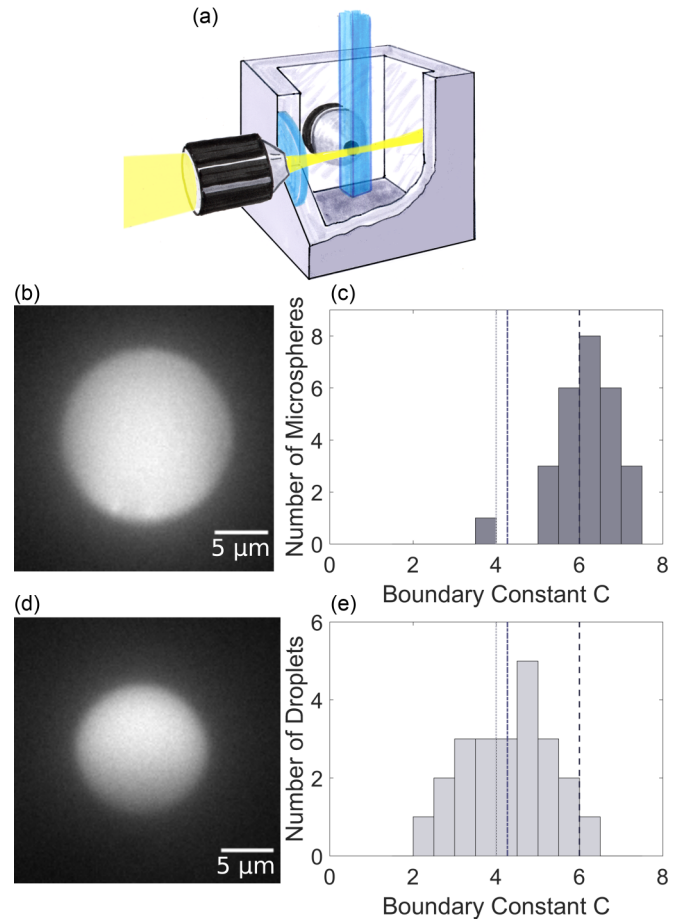 (a)
(b)
5 μm
(c)
Number of Microspheres
8
6
4
2
0
0 2 4 6 8
Boundary Constant C
(d)
5 μm
(e)
Number of Droplets
6
4
2
0
0 2 4 6 8
Boundary Constant C